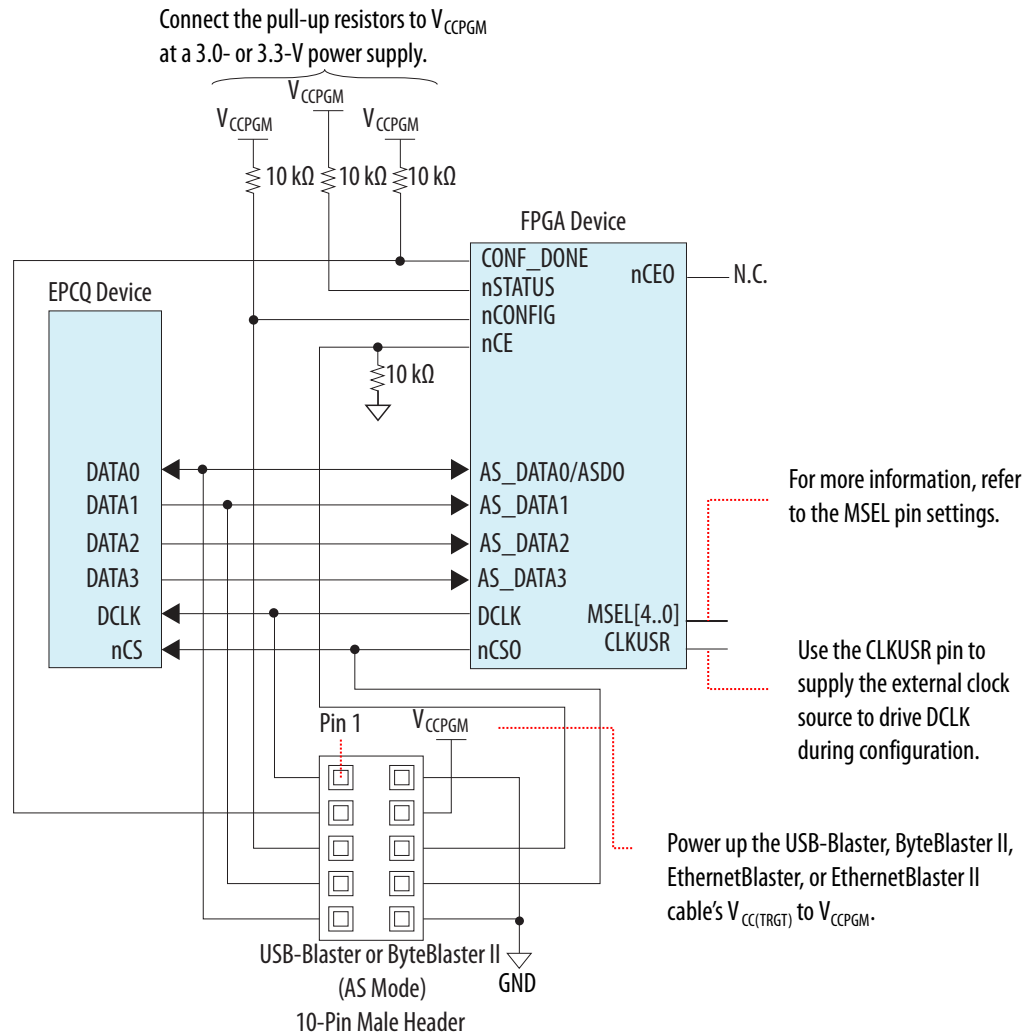 Connect the pull-up resistors to VCCPGM
at a 3.0- or 3.3-V power supply.
VCCPGM
VCCPGM
VCCPGM
10 kΩ
10 kΩ
10 kΩ
FPGA Device
CONF_DONE
nSTATUS
nCONFIG
nCE
nCEO
N.C.
EPCQ Device
10 kΩ
DATA0
DATA1
DATA2
DATA3
DCLK
nCS
AS_DATA0/ASDO
AS_DATA1
AS_DATA2
AS_DATA3
DCLK
nCSO
MSEL[4..0]
CLKUSR
For more information, refer
to the MSEL pin settings.
Use the CLKUSR pin to
supply the external clock
source to drive DCLK
during configuration.
Pin 1
VCCPGM
Power up the USB-Blaster, ByteBlaster II,
EthernetBlaster, or EthernetBlaster II
cable's VCC(TRGT) to VCCPGM.
USB-Blaster or ByteBlaster II
(AS Mode)
10-Pin Male Header
GND